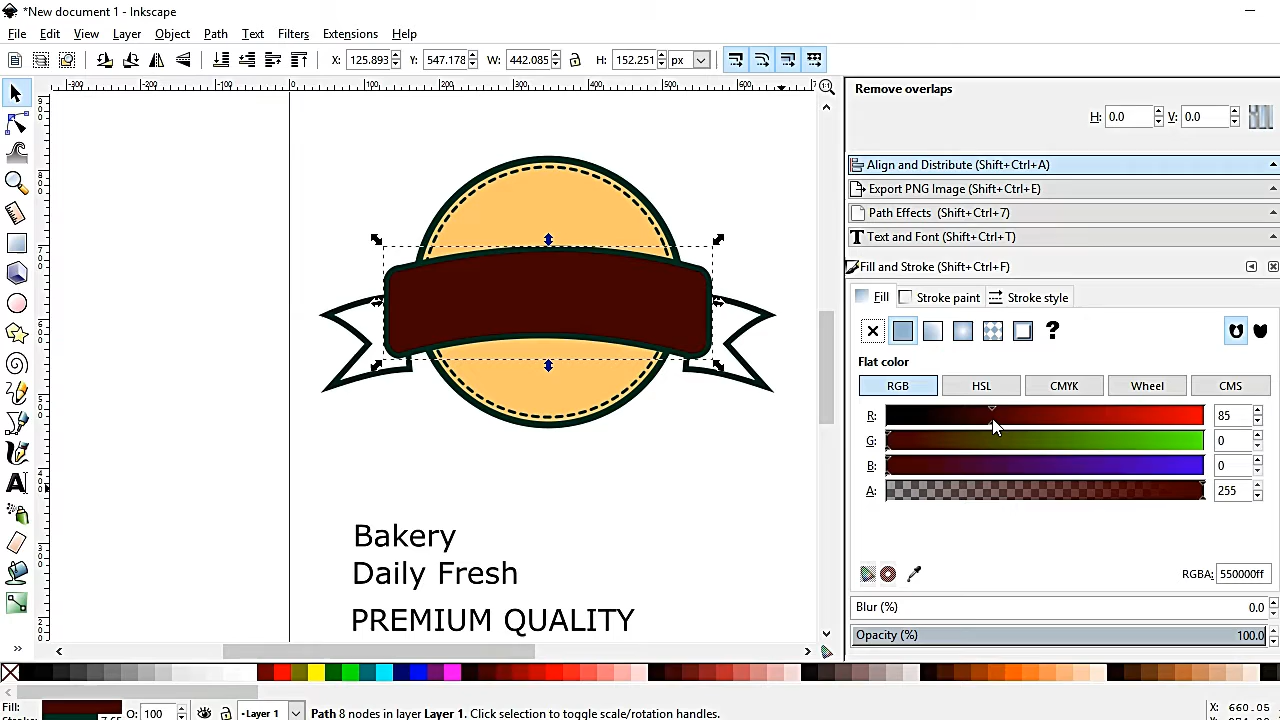 *New document 1 - Inkscape
File Edit View Layer Object Path Text Filters Extensions Help
X: 125.893 Y: 547.178 W: 442.085 H: 152.251 px
Remove overlaps
H: 0.0 V: 0.0
Align and Distribute (Shift+Ctrl+A)
Export PNG Image (Shift+Ctrl+E)
Path Effects (Shift+Ctrl+7)
Text and Font (Shift+Ctrl+T)
Fill and Stroke (Shift+Ctrl+F)
Fill Stroke paint Stroke style
Flat color
RGB HSL CMYK Wheel CMS
R: 85
G: 0
B: 0
A: 255
RGBA: 550000ff
Blur (%) 0.0
Opacity (%) 100.0
Bakery
Daily Fresh
PREMIUM QUALITY
Fill:
O: 100 Layer 1 Path 8 nodes in layer Layer 1. Click selection to toggle scale/rotation handles.
X: 660.05